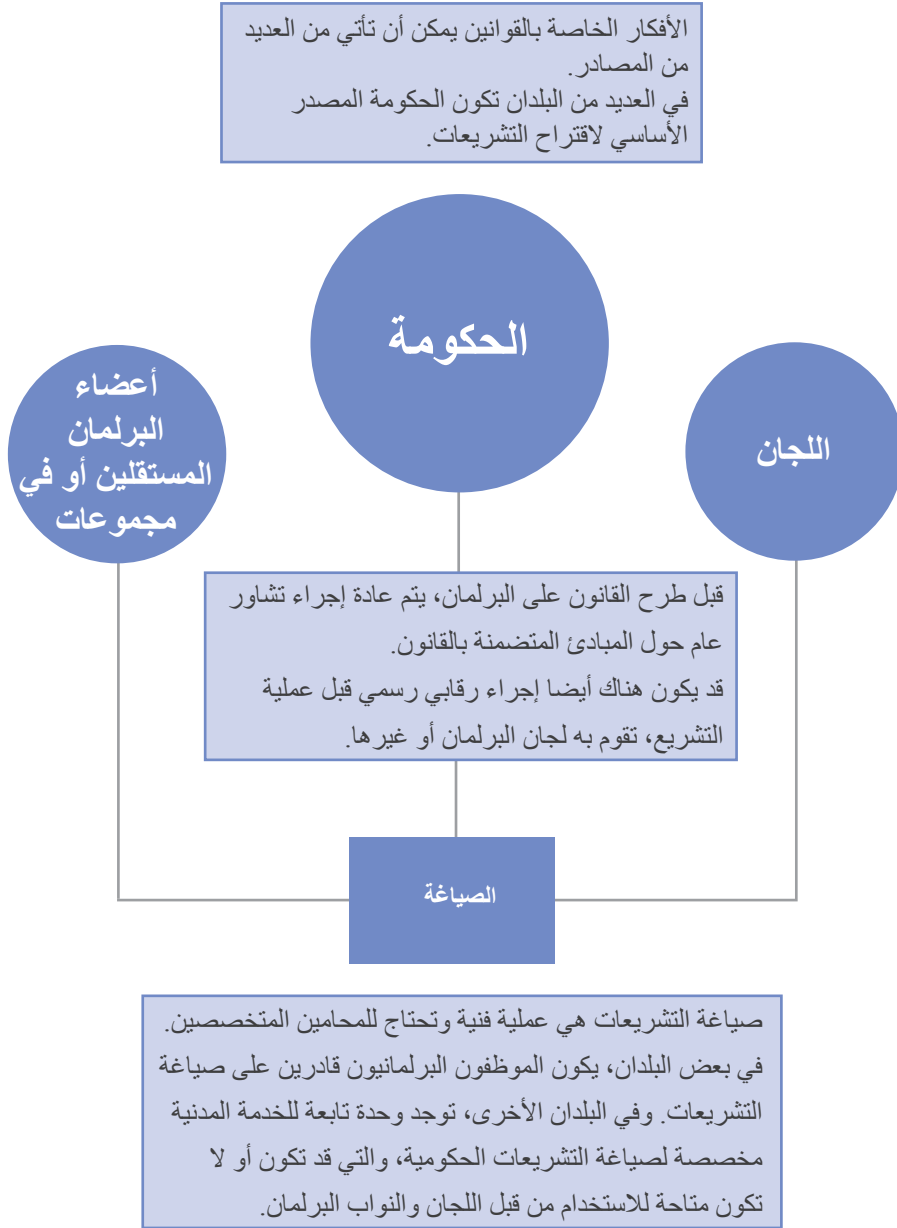 الأفكار الخاصة بالقوانين يمكن أن تأتي من العديد
من المصادر.
في العديد من البلدان تكون الحكومة المصدر
الأساسي لاقتراح التشريعات.
الحكومة
اللجان
أعضاء
البرلمان
المستقلين أو في
مجموعات
قبل طرح القانون على البرلمان، يتم عادة إجراء تشاور
عام حول المبادئ المتضمنة بالقانون.
قد يكون هناك أيضا إجراء رقابي رسمي قبل عملية
التشريع، تقوم به لجان البرلمان أو غيرها.
الصياغة
صياغة التشريعات هي عملية فنية وتحتاج للمحامين المتخصصين.
في بعض البلدان، يكون الموظفون البرلمانيون قادرين على صياغة
التشريعات. وفي البلدان الأخرى، توجد وحدة تابعة للخدمة المدنية
مخصصة لصياغة التشريعات الحكومية، والتي قد تكون أو لا
تكون متاحة للاستخدام من قبل اللجان والنواب البرلمان.